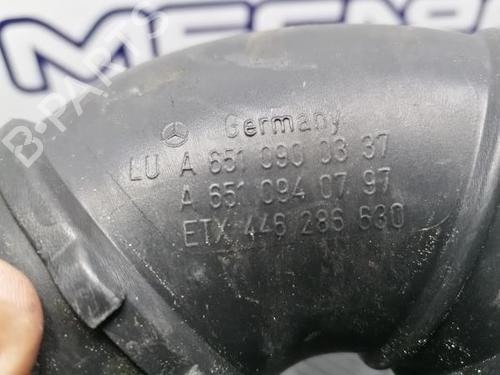 Germany
LU A 651 090 03 37
A 651 094 07 97
ETX 446 286 630